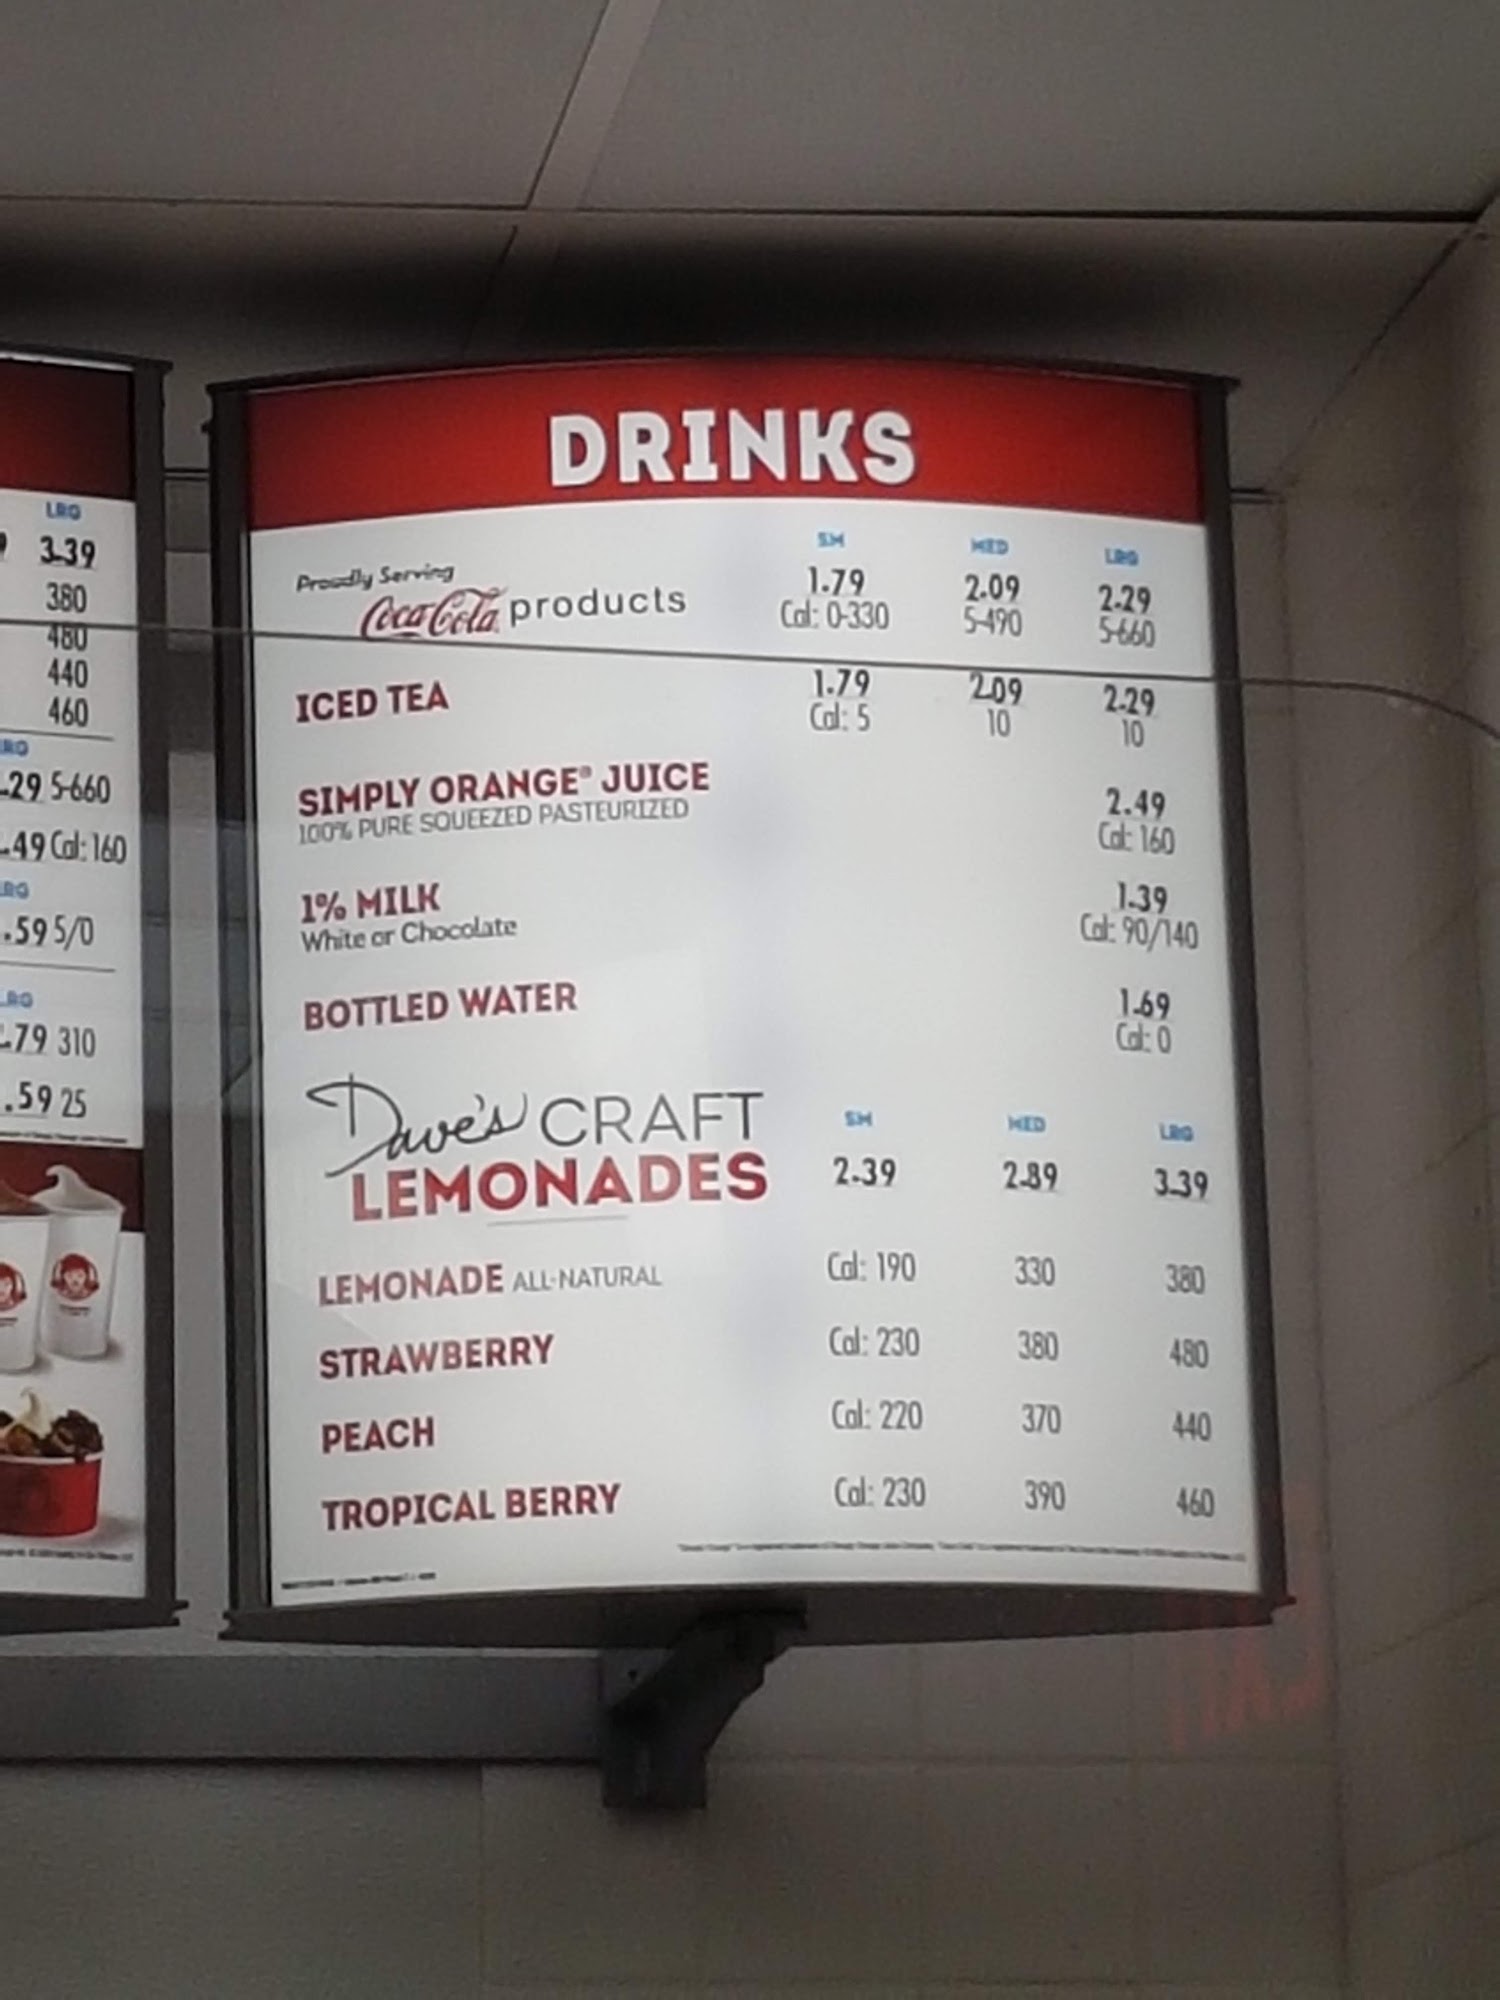 LRG
3.39
380
480
440
460
29 5-660
.49 Cal: 160
.59 5/0
.79 310
.59 25
DRINKS
SM MED LRG
Proudly Serving
Coca-Cola products 1.79 2.09 2.29
Cal: 0-330 5-490 5-660
ICED TEA 1.79 2.09 2.29
Cal: 5 10 10
SIMPLY ORANGE® JUICE 2.49
100% PURE SQUEEZED PASTEURIZED Cal: 160
1% MILK 1.39
White or Chocolate Cal: 90/140
BOTTLED WATER 1.69
Cal: 0
Dave's CRAFT SM MED LRG
LEMONADES 2.39 2.89 3.39
LEMONADE ALL-NATURAL Cal: 190 330 380
STRAWBERRY Cal: 230 380 480
PEACH Cal: 220 370 440
TROPICAL BERRY Cal: 230 390 460